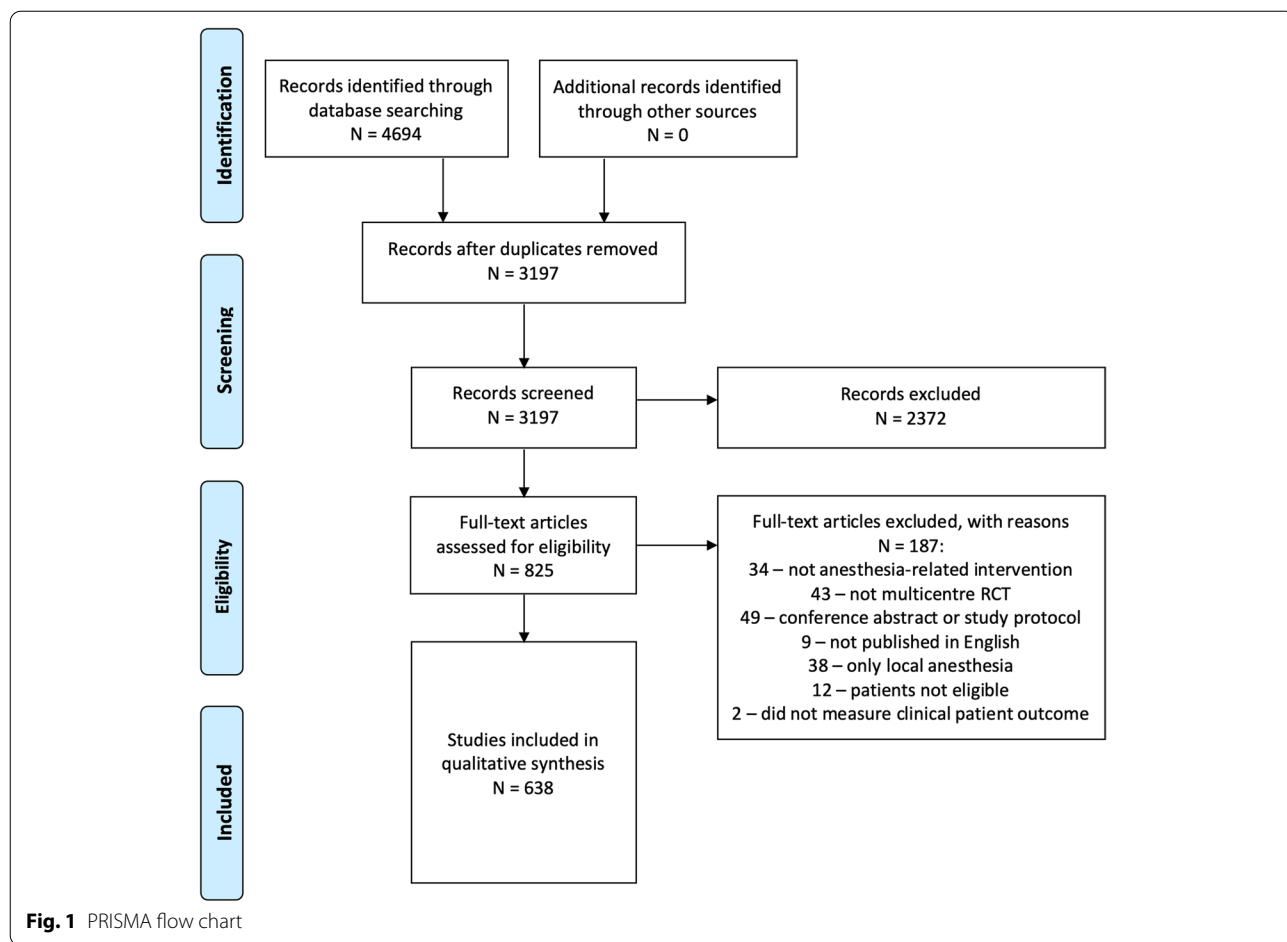 Identification
Records identified through
database searching
N = 4694
Additional records identified
through other sources
N = 0
Records after duplicates removed
N = 3197
Screening
Records screened
N = 3197
Records excluded
N = 2372
Eligibility
Full-text articles
assessed for eligibility
N = 825
Full-text articles excluded, with reasons
N = 187:
34 – not anesthesia-related intervention
43 – not multicentre RCT
49 – conference abstract or study protocol
9 – not published in English
38 – only local anesthesia
12 – patients not eligible
2 – did not measure clinical patient outcome
Included
Studies included in
qualitative synthesis
N = 638
Fig. 1 PRISMA flow chart